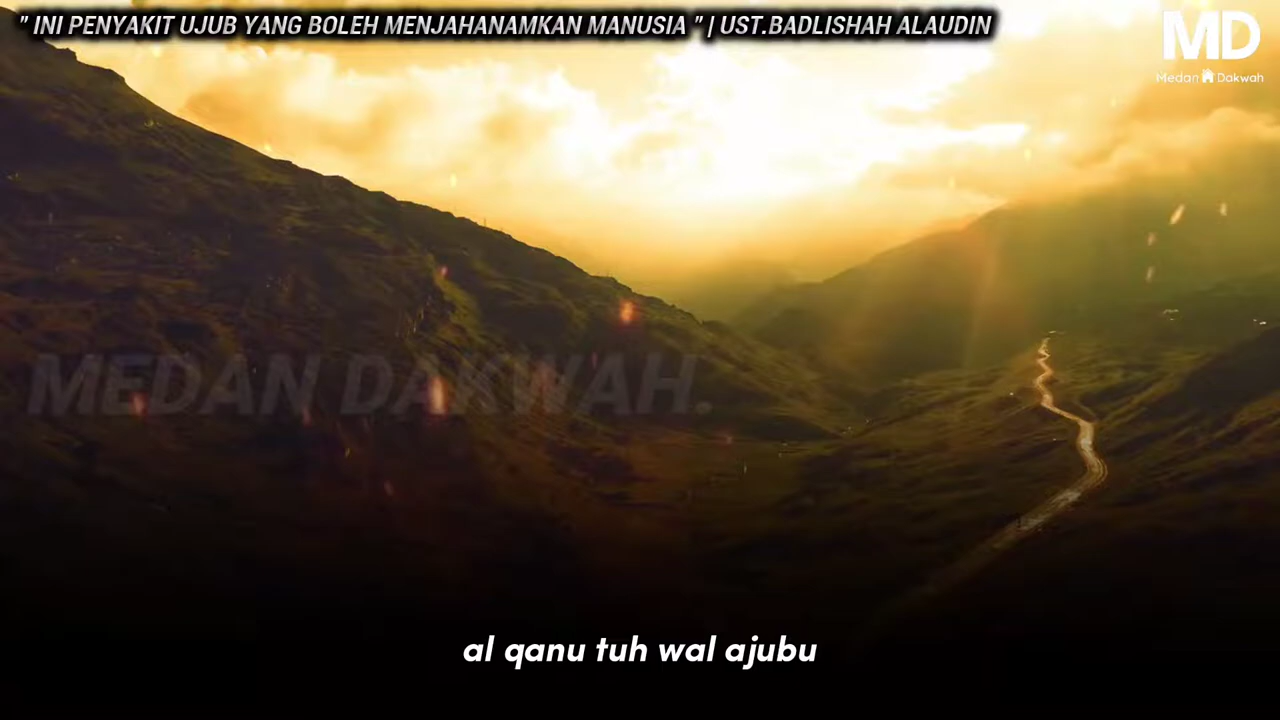 " INI PENYAKIT UJUB YANG BOLEH MENJAHANAMKAN MANUSIA " | UST.BADLISHAH ALAUDIN
MD
Medan Dakwah
MEDAN DAKWAH.
al qanu tuh wal ajubu